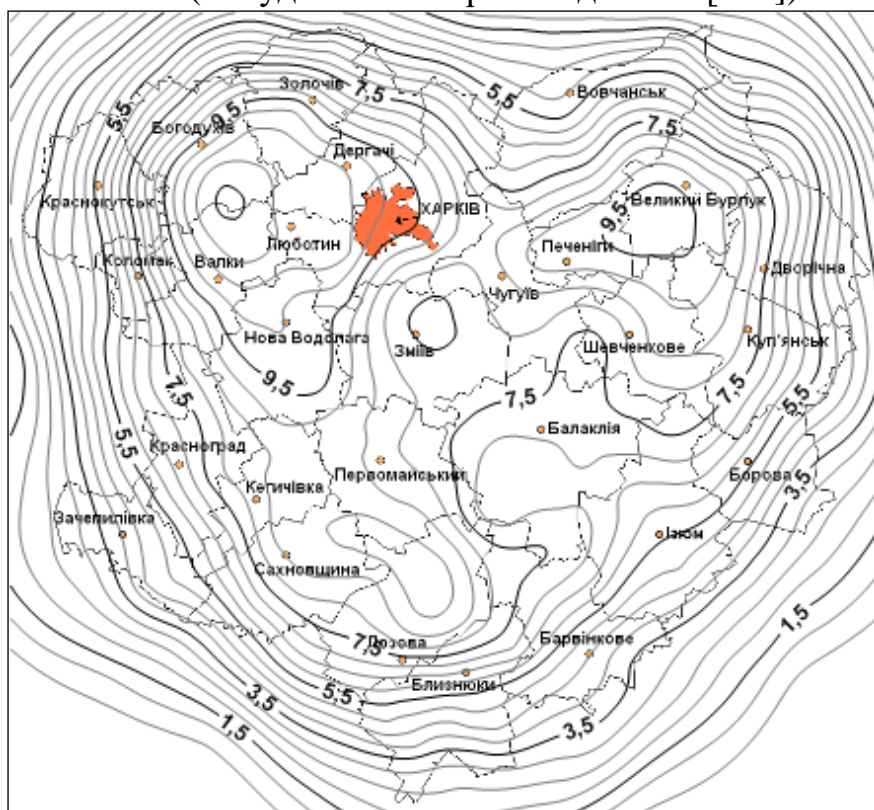 5,5
Золочів
7,5
5,5
Вовчанськ
9,5
Богодухів
7,5
Дергачі
Краснокутськ
ХАРКІВ
Великий Бурлук
9,5
Люботин
Печеніги
Коломак
Валки
Чугуїв
Дворічна
Нова Водолага
Зміїв
Шевченкове
Куп'янськ
9,5
7,5
7,5
7,5
5,5
Балаклія
5,5
Красноград
Первомайський
Борова
Кегичівка
3,5
Зачепилівка
Ізюм
Сахновщина
1,5
7,5
Лозова
Барвінкове
5,5
Близнюки
3,5
3,5
1,5